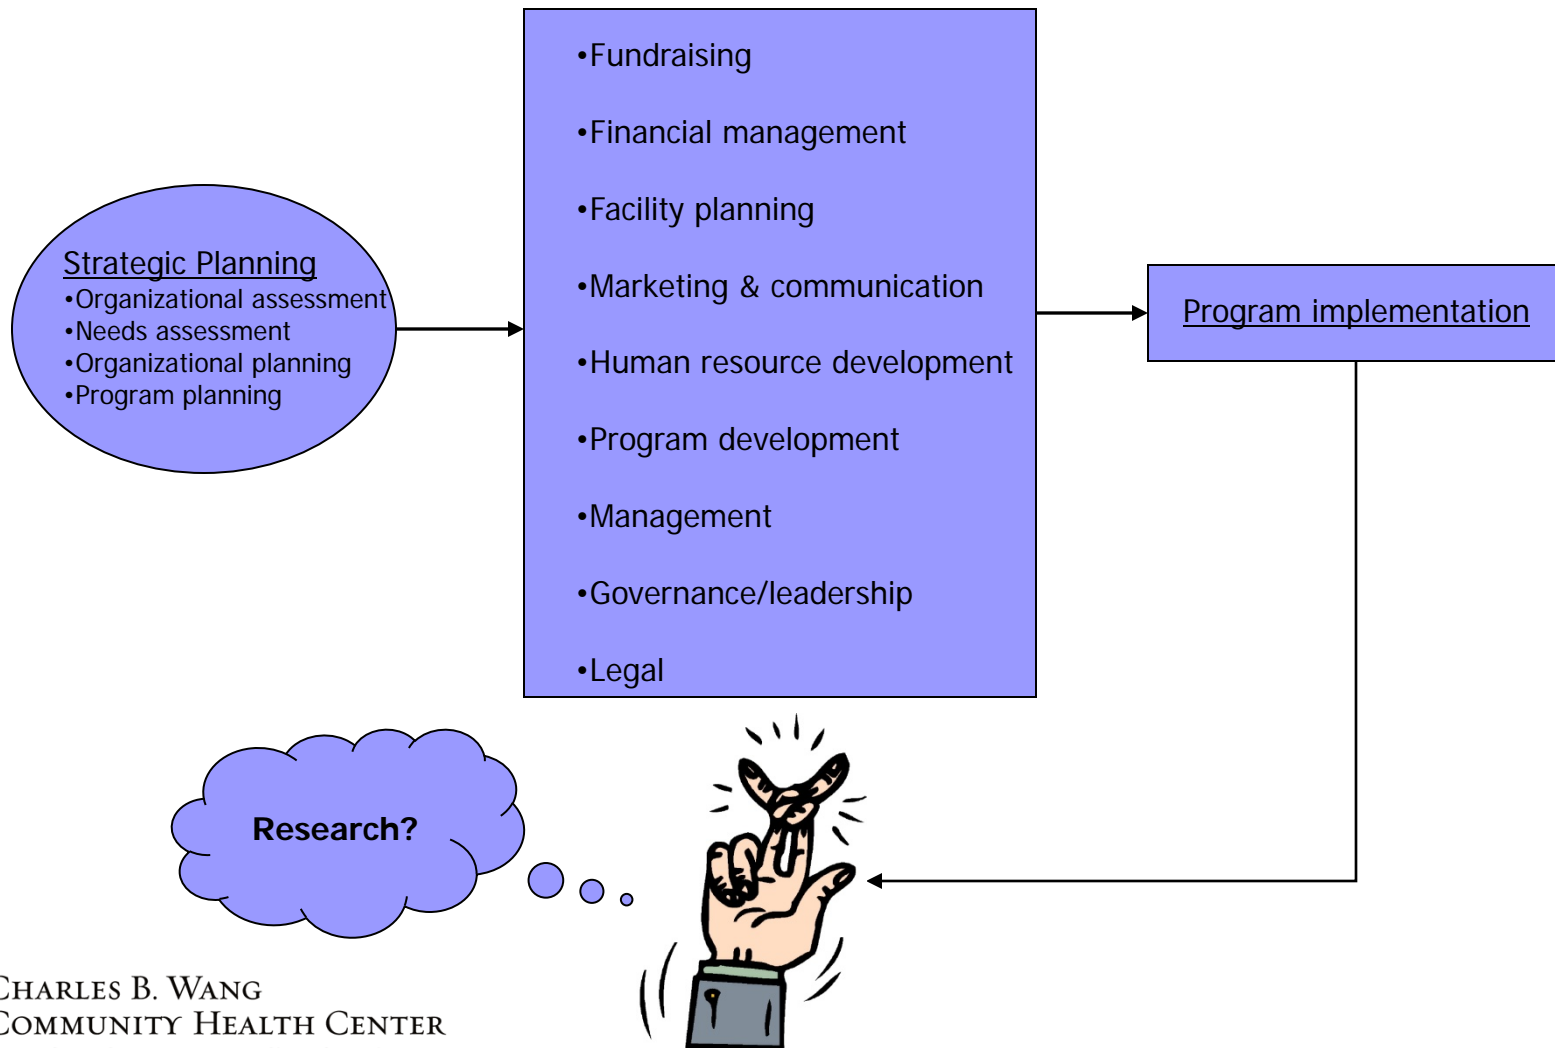 Strategic Planning
•Organizational assessment
•Needs assessment
•Organizational planning
•Program planning
•Fundraising
•Financial management
•Facility planning
•Marketing & communication
•Human resource development
•Program development
•Management
•Governance/leadership
•Legal
Program implementation
Research?
CHARLES B. WANG
COMMUNITY HEALTH CENTER